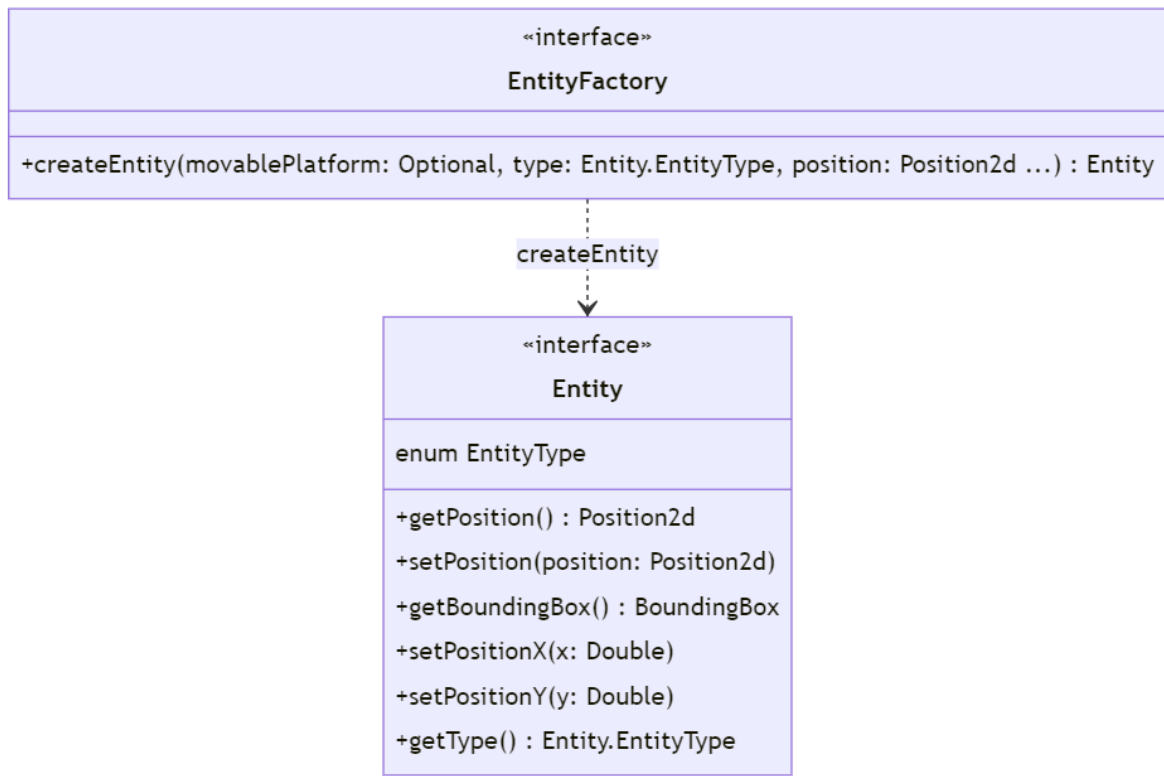 «interface»
EntityFactory
+createEntity(movablePlatform: Optional, type: Entity.EntityType, position: Position2d ...) : Entity
createEntity
«interface»
Entity
enum EntityType
+getPosition() : Position2d
+setPosition(position: Position2d)
+getBoundingBox() : BoundingBox
+setPositionX(x: Double)
+setPositionY(y: Double)
+getType() : Entity.EntityType